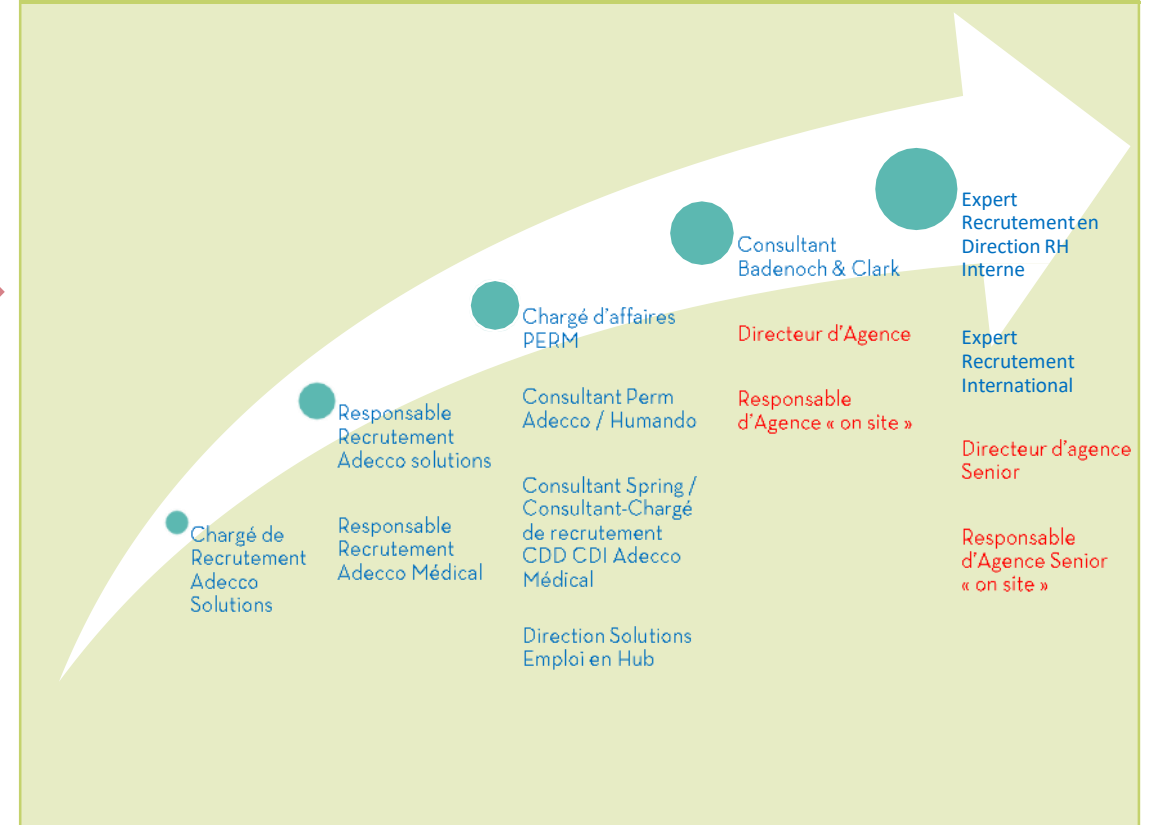 Chargé de
Recrutement
Adecco
Solutions
Responsable
Recrutement
Adecco solutions
Responsable
Recrutement
Adecco Médical
Chargé d'affaires
PERM
Consultant Perm
Adecco / Humando
Consultant Spring /
Consultant-Chargé
de recrutement
CDD CDI Adecco
Médical
Direction Solutions
Emploi en Hub
Consultant
Badenoch & Clark
Directeur d'Agence
Responsable
d'Agence « on site »
Expert
Recrutement en
Direction RH
Interne
Expert
Recrutement
International
Directeur d'agence
Senior
Responsable
d'Agence Senior
« on site »